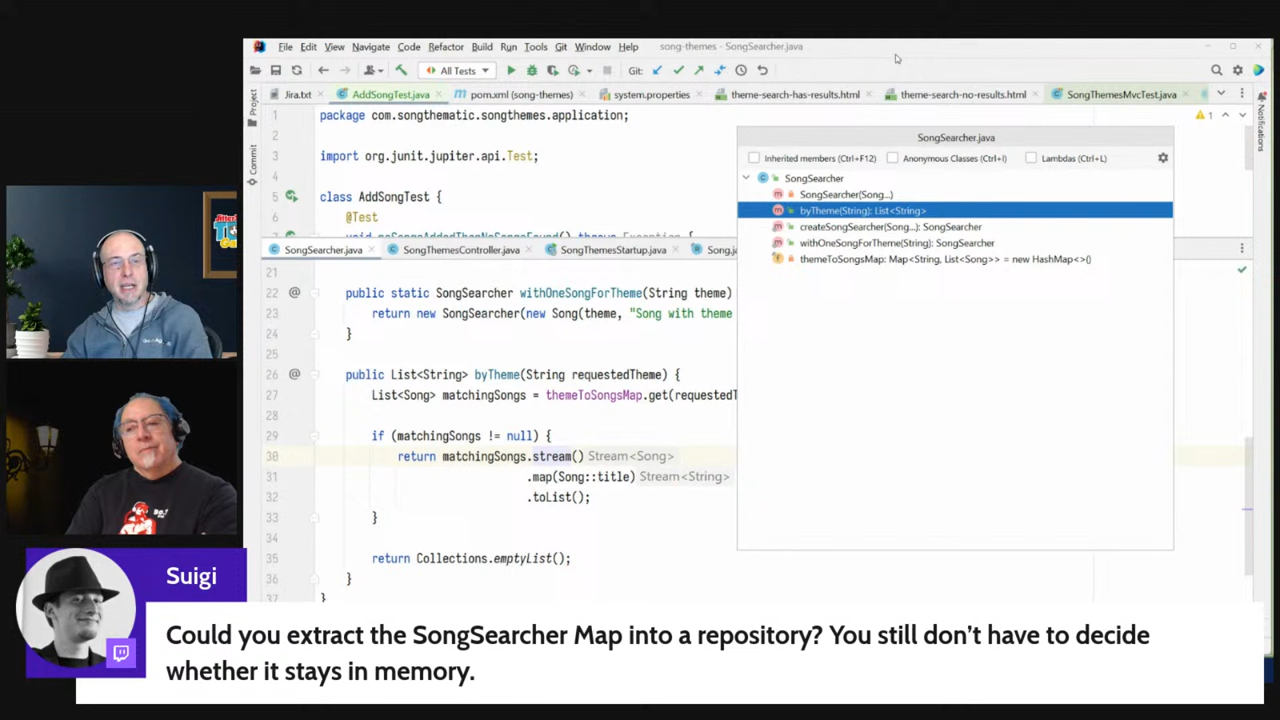 File Edit View Navigate Code Refactor Build Run Tools Git Window Help song-themes - SongSearcher.java
All Tests Git:
Jira.txt AddSongTest.java pom.xml (song-themes) system.properties theme-search-has-results.html theme-search-no-results.html SongThemesMvcTest.java
Project
Commit
Notifications
1 package com.songthematic.songthemes.application;
1
2
3 import org.junit.jupiter.api.Test;
4
5 class AddSongTest {
6 @Test
SongSearcher.java SongThemesController.java SongThemesStartup.java Song.j
21
22 public static SongSearcher withOneSongForTheme(String theme)
23 return new SongSearcher(new Song(theme, "Song with theme
24 }
25
26 public List<String> byTheme(String requestedTheme) {
27 List<Song> matchingSongs = themeToSongsMap.get(requestedT
28
29 if (matchingSongs != null) {
30 return matchingSongs.stream() Stream<Song>
31 .map(Song::title) Stream<String>
32 .toList();
33 }
34
35 return Collections.emptyList();
36 }
37 }
SongSearcher.java
Inherited members (Ctrl+F12) Anonymous Classes (Ctrl+I) Lambdas (Ctrl+L)
SongSearcher
SongSearcher(Song...)
byTheme(String): List<String>
createSongSearcher(Song...): SongSearcher
withOneSongForTheme(String): SongSearcher
themeToSongsMap: Map<String, List<Song>> = new HashMap<>()
Suigi
Could you extract the SongSearcher Map into a repository? You still don't have to decide
whether it stays in memory.